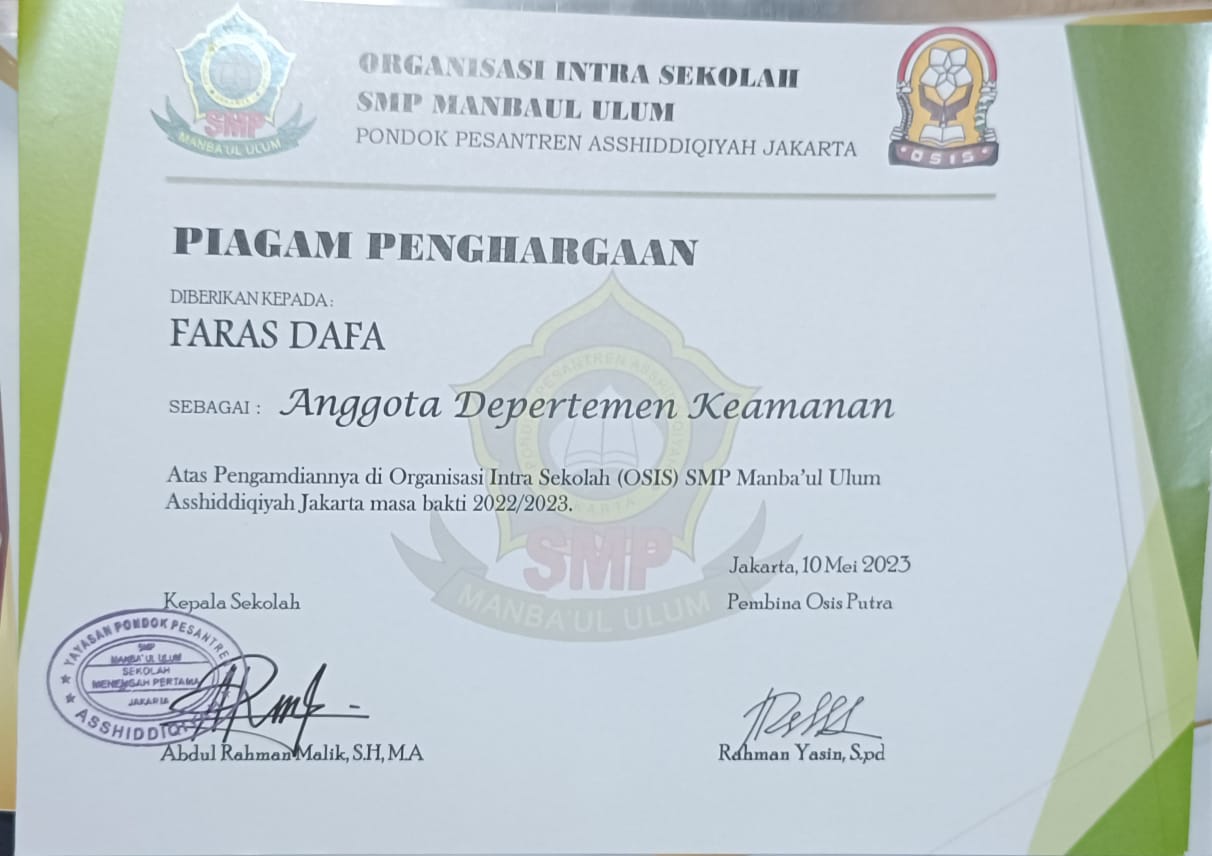 ORGANISASI INTRA SEKOLAH
SMP MANBAUL ULUM
PONDOK PESANTREN ASSHIDDIQIYAH JAKARTA
SMP
MANBA'UL ULUM
OSIS
PIAGAM PENGHARGAAN
DIBERIKAN KEPADA :
FARAS DAFA
SEBAGAI : Anggota Depertemen Keamanan
Atas Pengamdiannya di Organisasi Intra Sekolah (OSIS) SMP Manba'ul Ulum
Asshiddiqiyah Jakarta masa bakti 2022/2023.
PONDOK PESANTREN ASSHIDDIQIYAH
JAKARTA
SMP
MANBA'UL ULUM
Jakarta, 10 Mei 2023
Kepala Sekolah
Pembina Osis Putra
YAYASAN PONDOK PESANTRE
SMP
MANBA'UL ULUM
SEKOLAH
MENENGAH PERTAMA
JAKARTA
ASSHIDDIQI
Abdul Rahman Malik, S.H, M.A
Rahman Yasin, S.pd